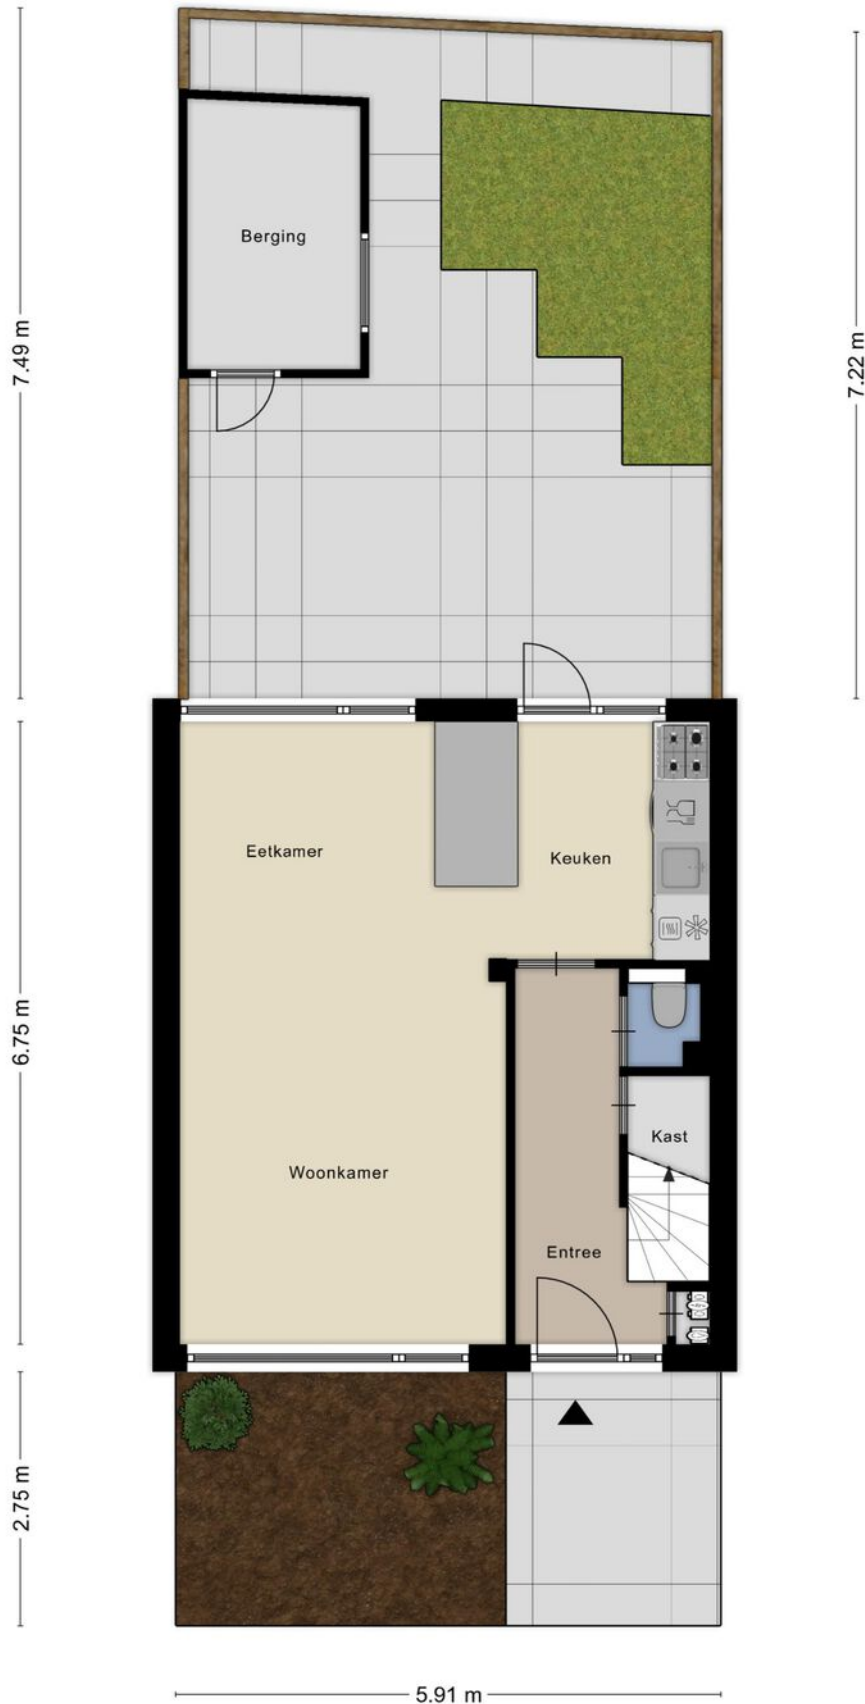 Berging
7.49 m
7.22 m
Eetkamer
Keuken
6.75 m
Kast
Woonkamer
Entree
2.75 m
5.91 m